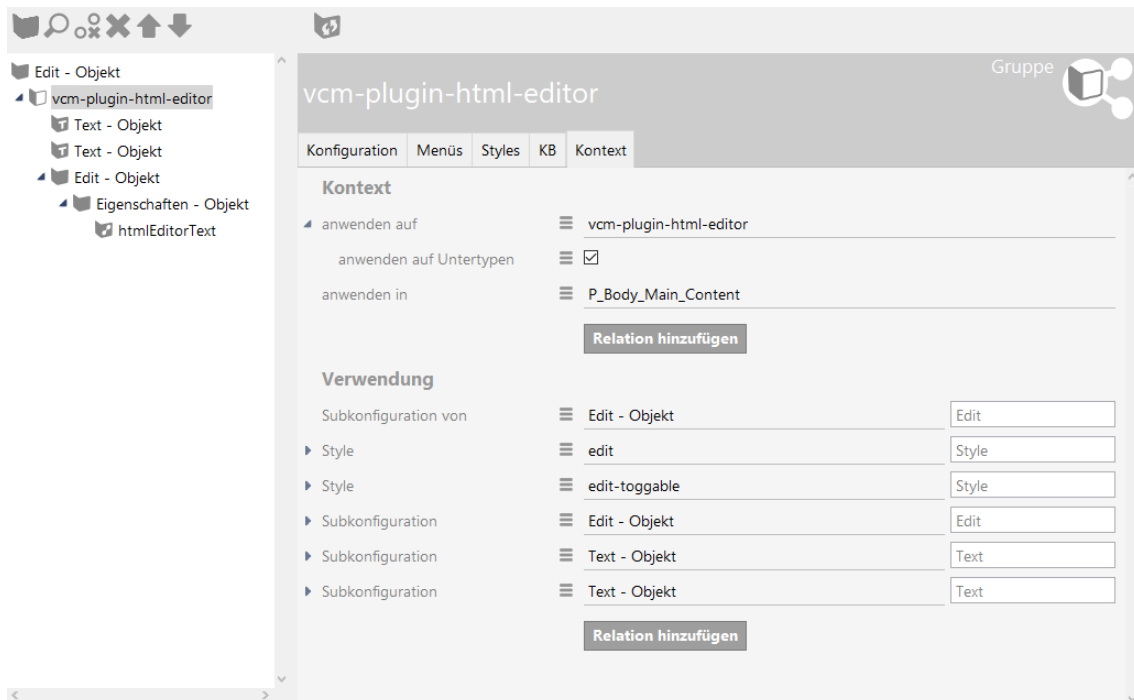 Edit - Objekt
vcm-plugin-html-editor
Text - Objekt
Text - Objekt
Edit - Objekt
Eigenschaften - Objekt
htmlEditorText
Gruppe
vcm-plugin-html-editor
Konfiguration Menüs Styles KB Kontext
Kontext
anwenden auf vcm-plugin-html-editor
anwenden auf Untertypen
anwenden in P_Body_Main_Content
Relation hinzufügen
Verwendung
Subkonfiguration von Edit - Objekt Edit
Style edit Style
Style edit-toggable Style
Subkonfiguration Edit - Objekt Edit
Subkonfiguration Text - Objekt Text
Subkonfiguration Text - Objekt Text
Relation hinzufügen